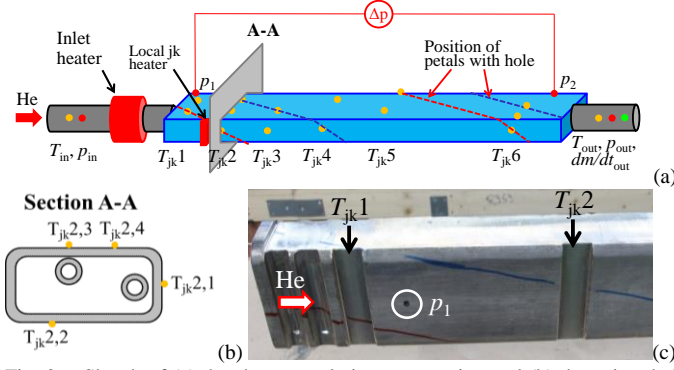 Δp
A-A
Inlet
heater
Local jk
heater
p1
Position of
petals with hole
p2
He
Tin, pin
Tjk1
Tjk2
Tjk3
Tjk4
Tjk5
Tjk6
Tout, pout,
dm/dtout
(a)
Section A-A
Tjk2,3
Tjk2,4
Tjk2,1
Tjk2,2
(b)
Tjk1
Tjk2
He
p1
(c)